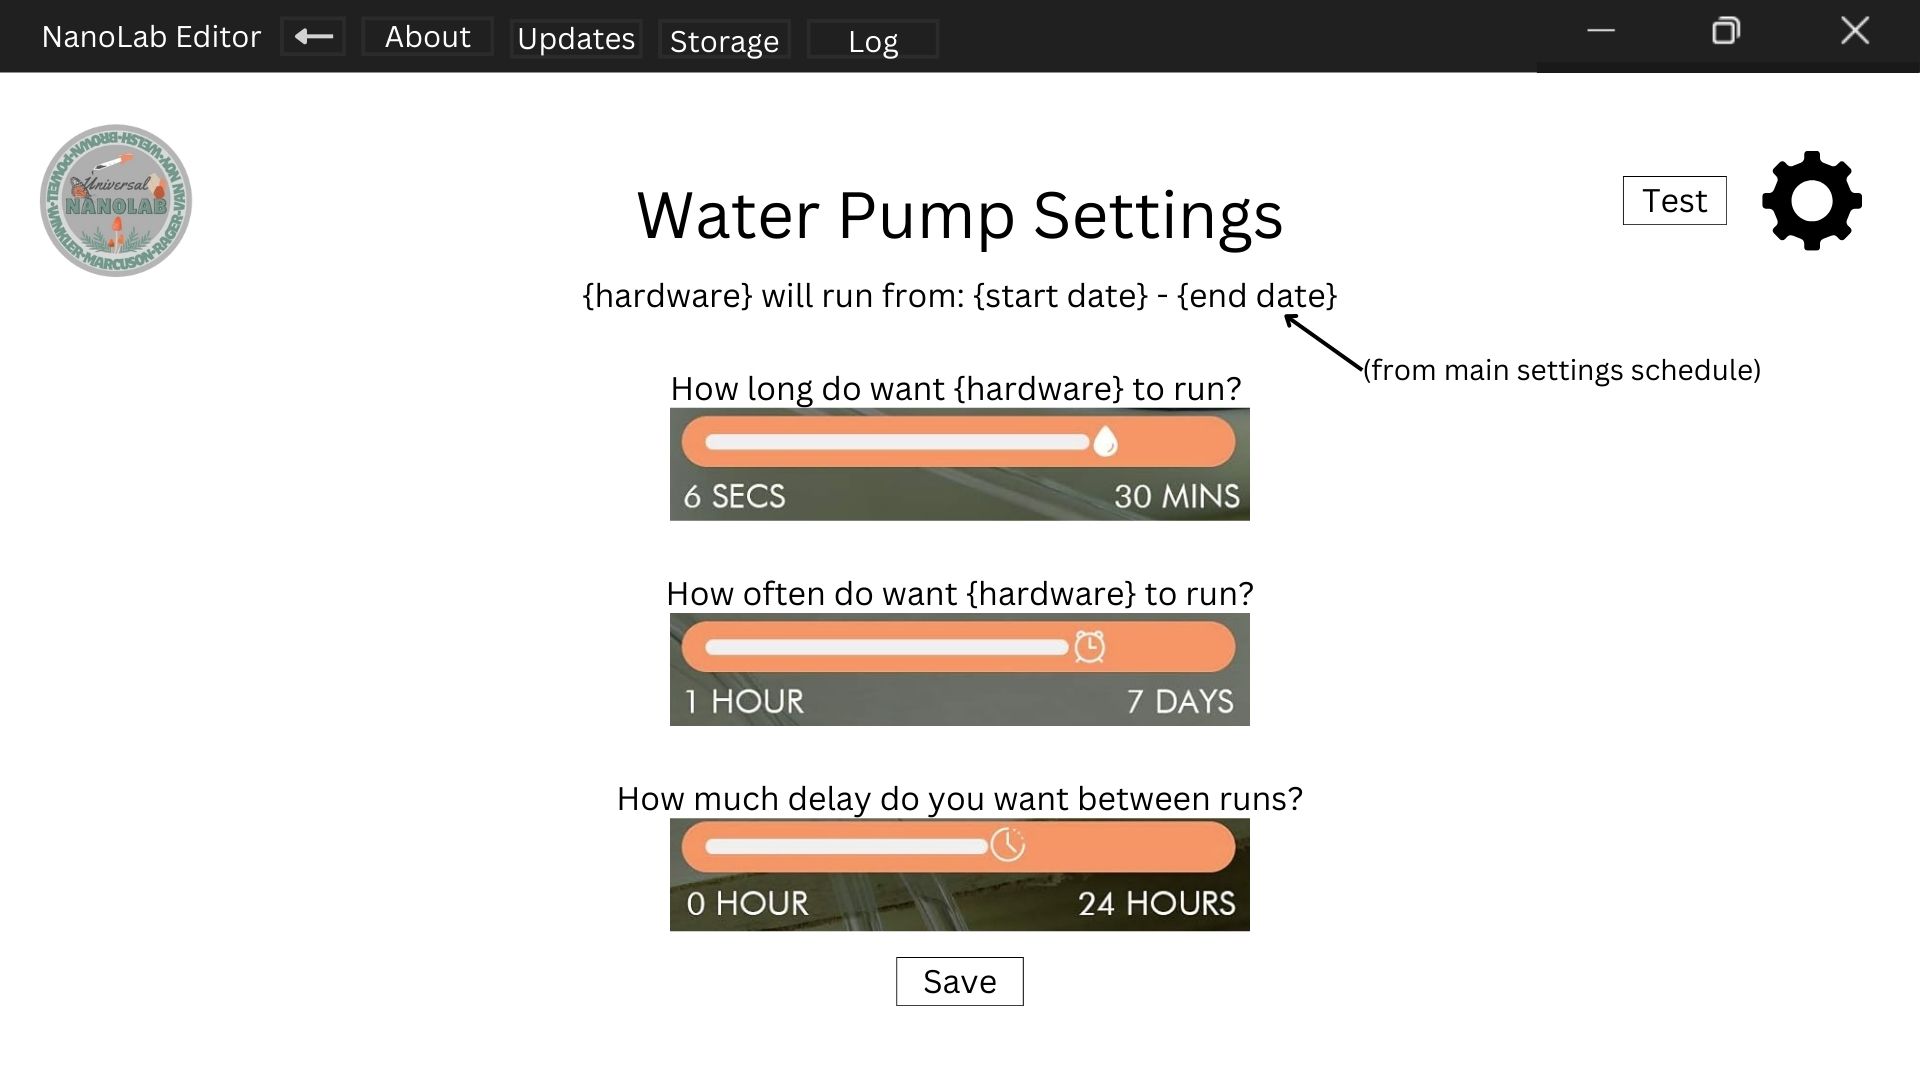 NanoLab Editor About Updates Storage Log
VAN NOY-WELSH-BROWN-POWELL-WINKLER-MARCUSON-RAGER
Universal
NANOLAB
Water Pump Settings
Test
{hardware} will run from: {start date} - {end date}
(from main settings schedule)
How long do want {hardware} to run?
6 SECS 30 MINS
How often do want {hardware} to run?
1 HOUR 7 DAYS
How much delay do you want between runs?
0 HOUR 24 HOURS
Save